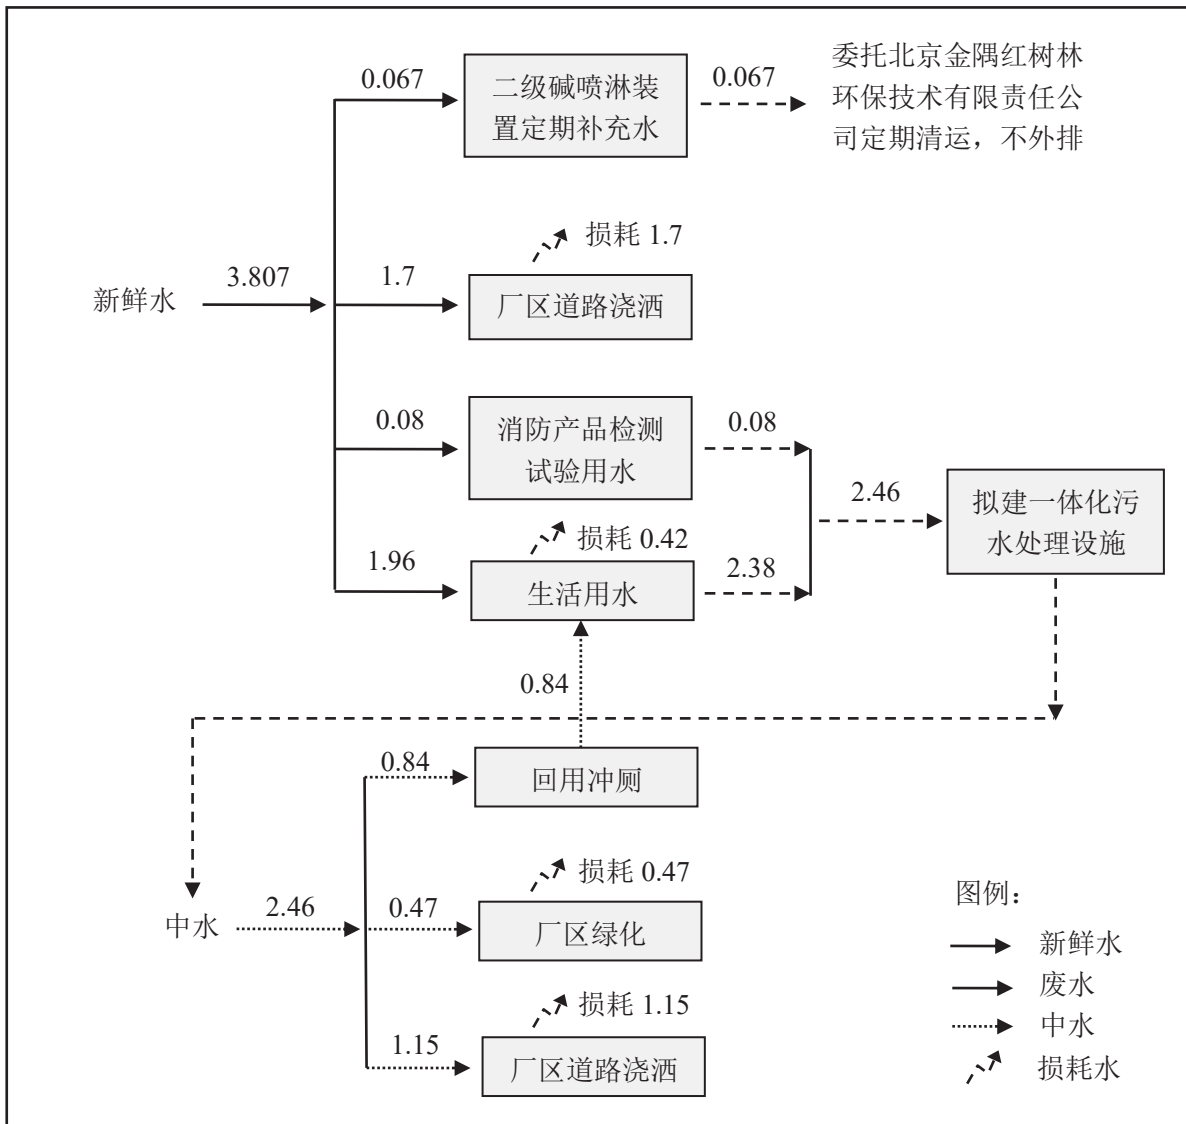 0.067
二级碱喷淋装
置定期补充水
0.067
委托北京金隅红树林
环保技术有限责任公
司定期清运，不外排
损耗 1.7
新鲜水
3.807
1.7
厂区道路浇洒
0.08
消防产品检测
试验用水
0.08
2.46
拟建一体化污
水处理设施
损耗 0.42
1.96
生活用水
2.38
0.84
0.84
回用冲厕
损耗 0.47
中水
2.46
0.47
厂区绿化
损耗 1.15
1.15
厂区道路浇洒
图例：
新鲜水
废水
中水
损耗水